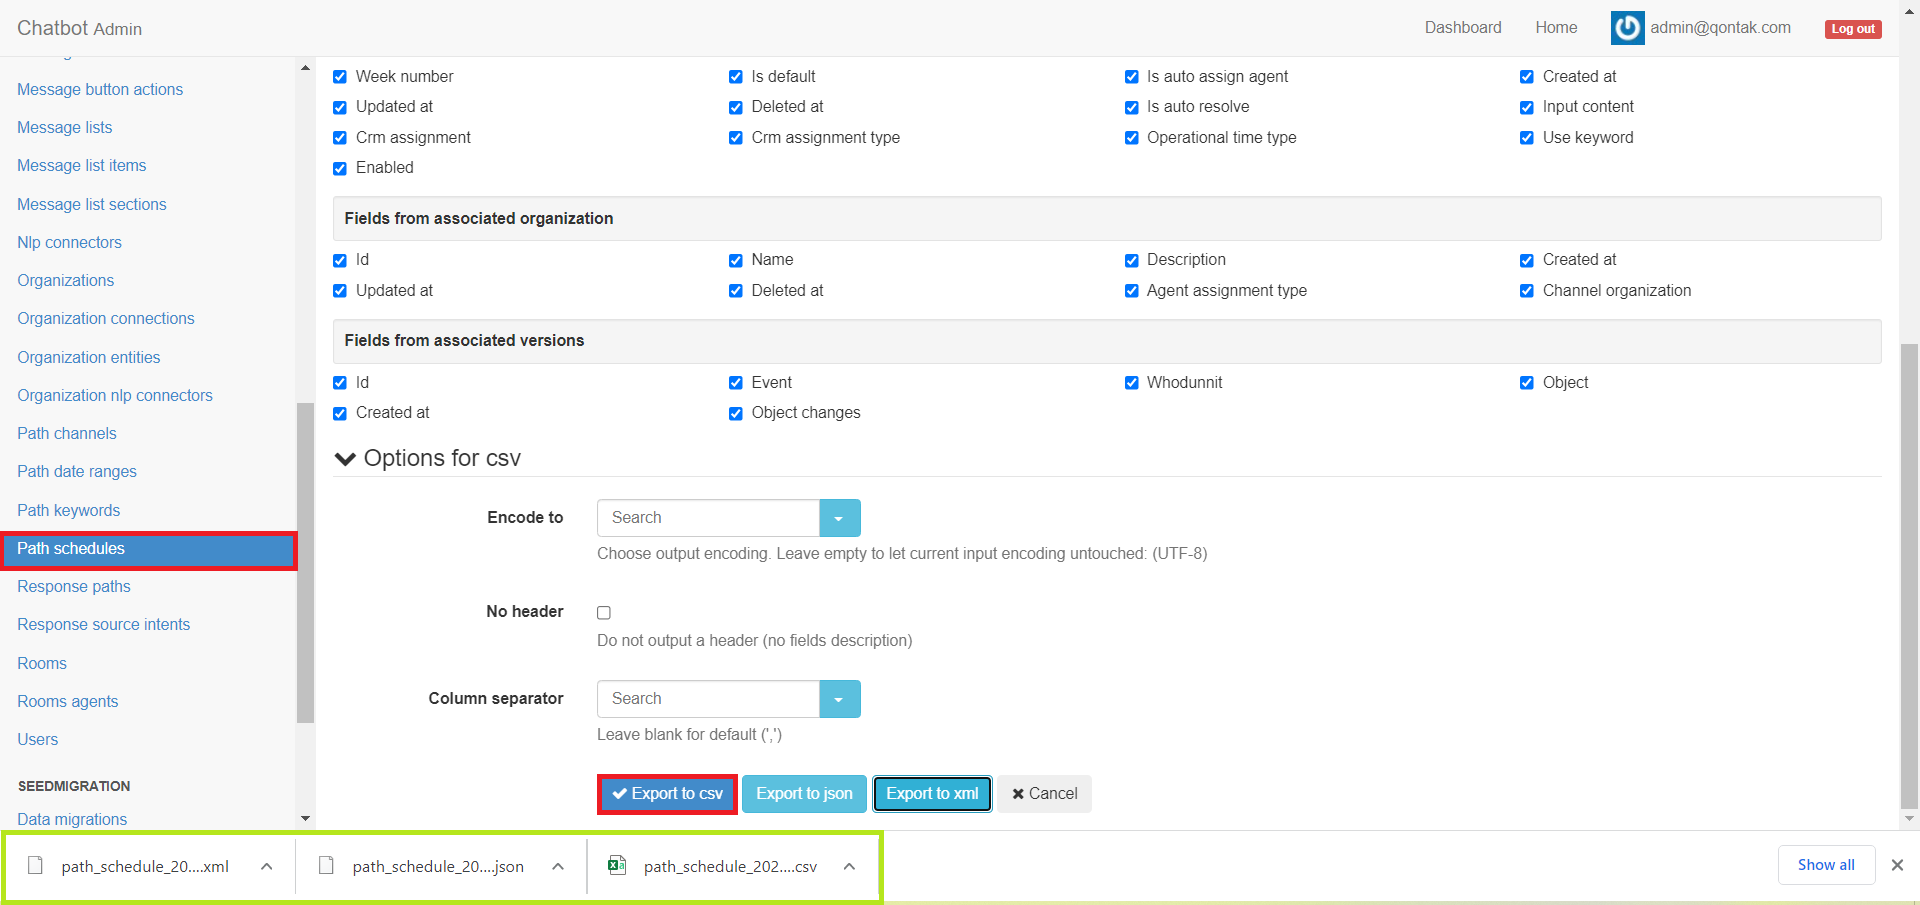 Chatbot Admin
Dashboard
Home
admin@qontak.com
Log out
Message button actions
Message lists
Message list items
Message list sections
Nlp connectors
Organizations
Organization connections
Organization entities
Organization nlp connectors
Path channels
Path date ranges
Path keywords
Path schedules
Response paths
Response source intents
Rooms
Rooms agents
Users
SEEDMIGRATION
Data migrations
Week number
Is default
Is auto assign agent
Created at
Updated at
Deleted at
Is auto resolve
Input content
Crm assignment
Crm assignment type
Operational time type
Use keyword
Enabled
Fields from associated organization
Id
Name
Description
Created at
Updated at
Deleted at
Agent assignment type
Channel organization
Fields from associated versions
Id
Event
Whodunnit
Object
Created at
Object changes
Options for csv
Encode to
Search
Choose output encoding. Leave empty to let current input encoding untouched: (UTF-8)
No header
Do not output a header (no fields description)
Column separator
Search
Leave blank for default (',')
Export to csv
Export to json
Export to xml
Cancel
path_schedule_20....xml
path_schedule_20....json
path_schedule_202....csv
Show all